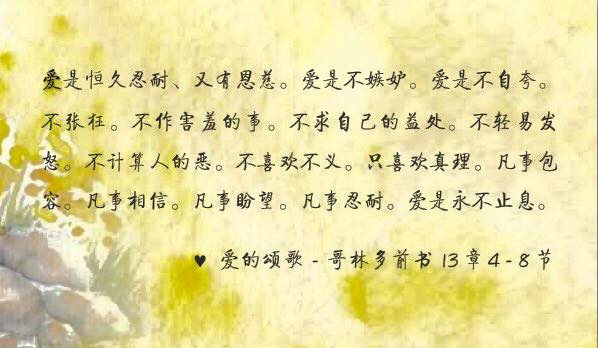 爱是恒久忍耐、又有恩慈。爱是不嫉妒。爱是不自夸。
不张狂。不作害羞的事。不求自己的益处。不轻易发
怒。不计算人的恶。不喜欢不义。只喜欢真理。凡事包
容。凡事相信。凡事盼望。凡事忍耐。爱是永不止息。
♥ 爱的颂歌 - 哥林多前书 13 章 4 - 8 节